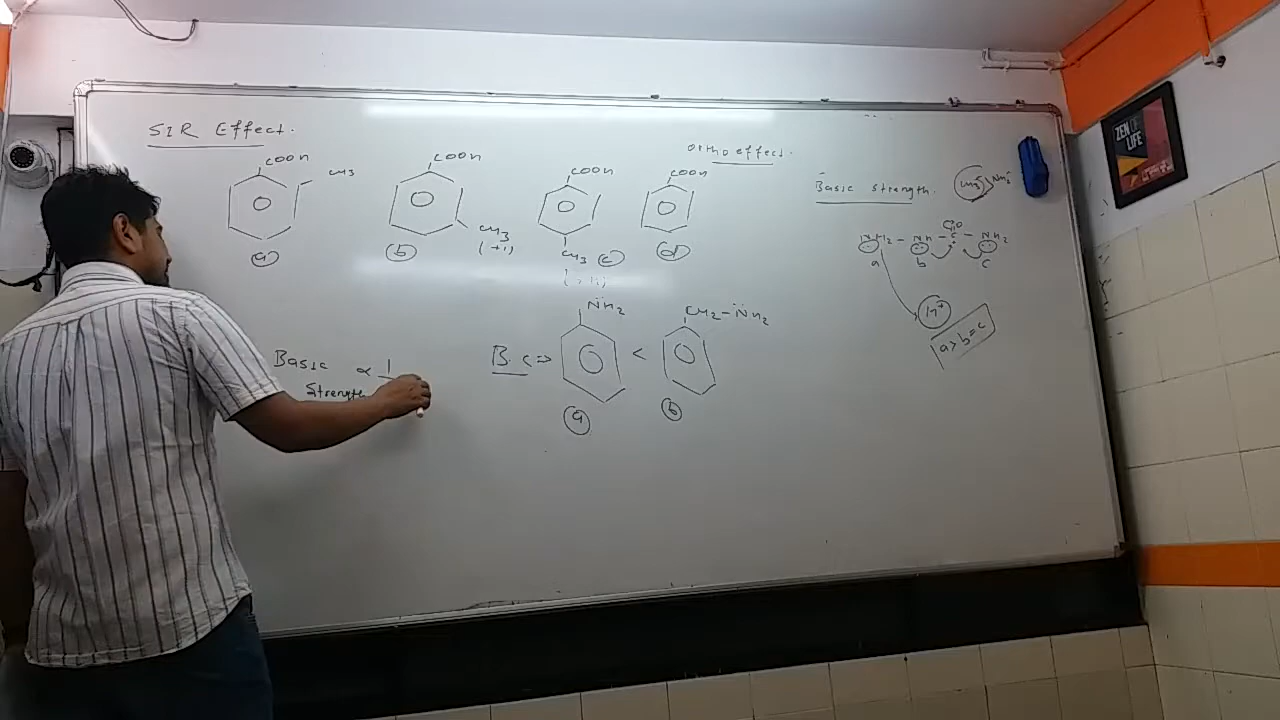 SIR Effect.
COOH CH3
(a)
COOH
CH3
(+I)
(b)
COOH
CH3
(c)
Ortho effect.
COOH
(d)
Basic strength.
NH2 - NH - C - NH2
O
a b c
H+
a > b = c
Basic Strength ∝ 1
B.C =>
NH2
(a)
<
CH2-NH2
(b)
ZEN OF
LIFE